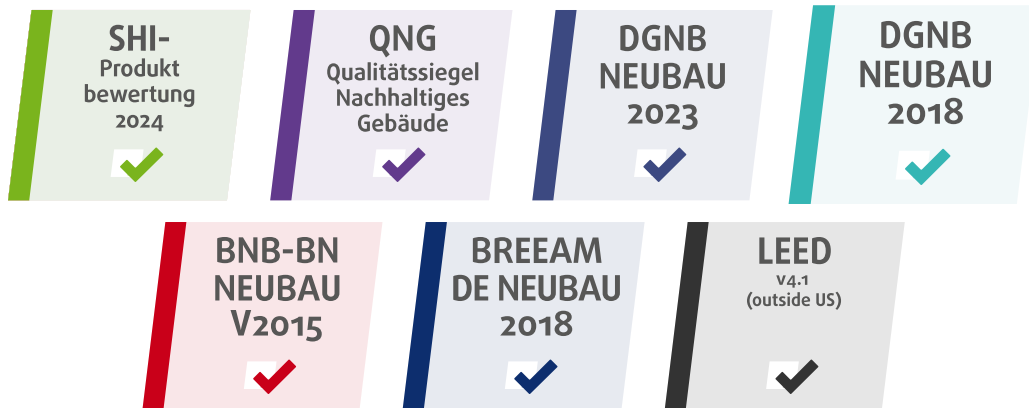 SHI-
Produkt
bewertung
2024
QNG
Qualitätssiegel
Nachhaltiges
Gebäude
DGNB
NEUBAU
2023
DGNB
NEUBAU
2018
BNB-BN
NEUBAU
V2015
BREEAM
DE NEUBAU
2018
LEED
v4.1
(outside US)